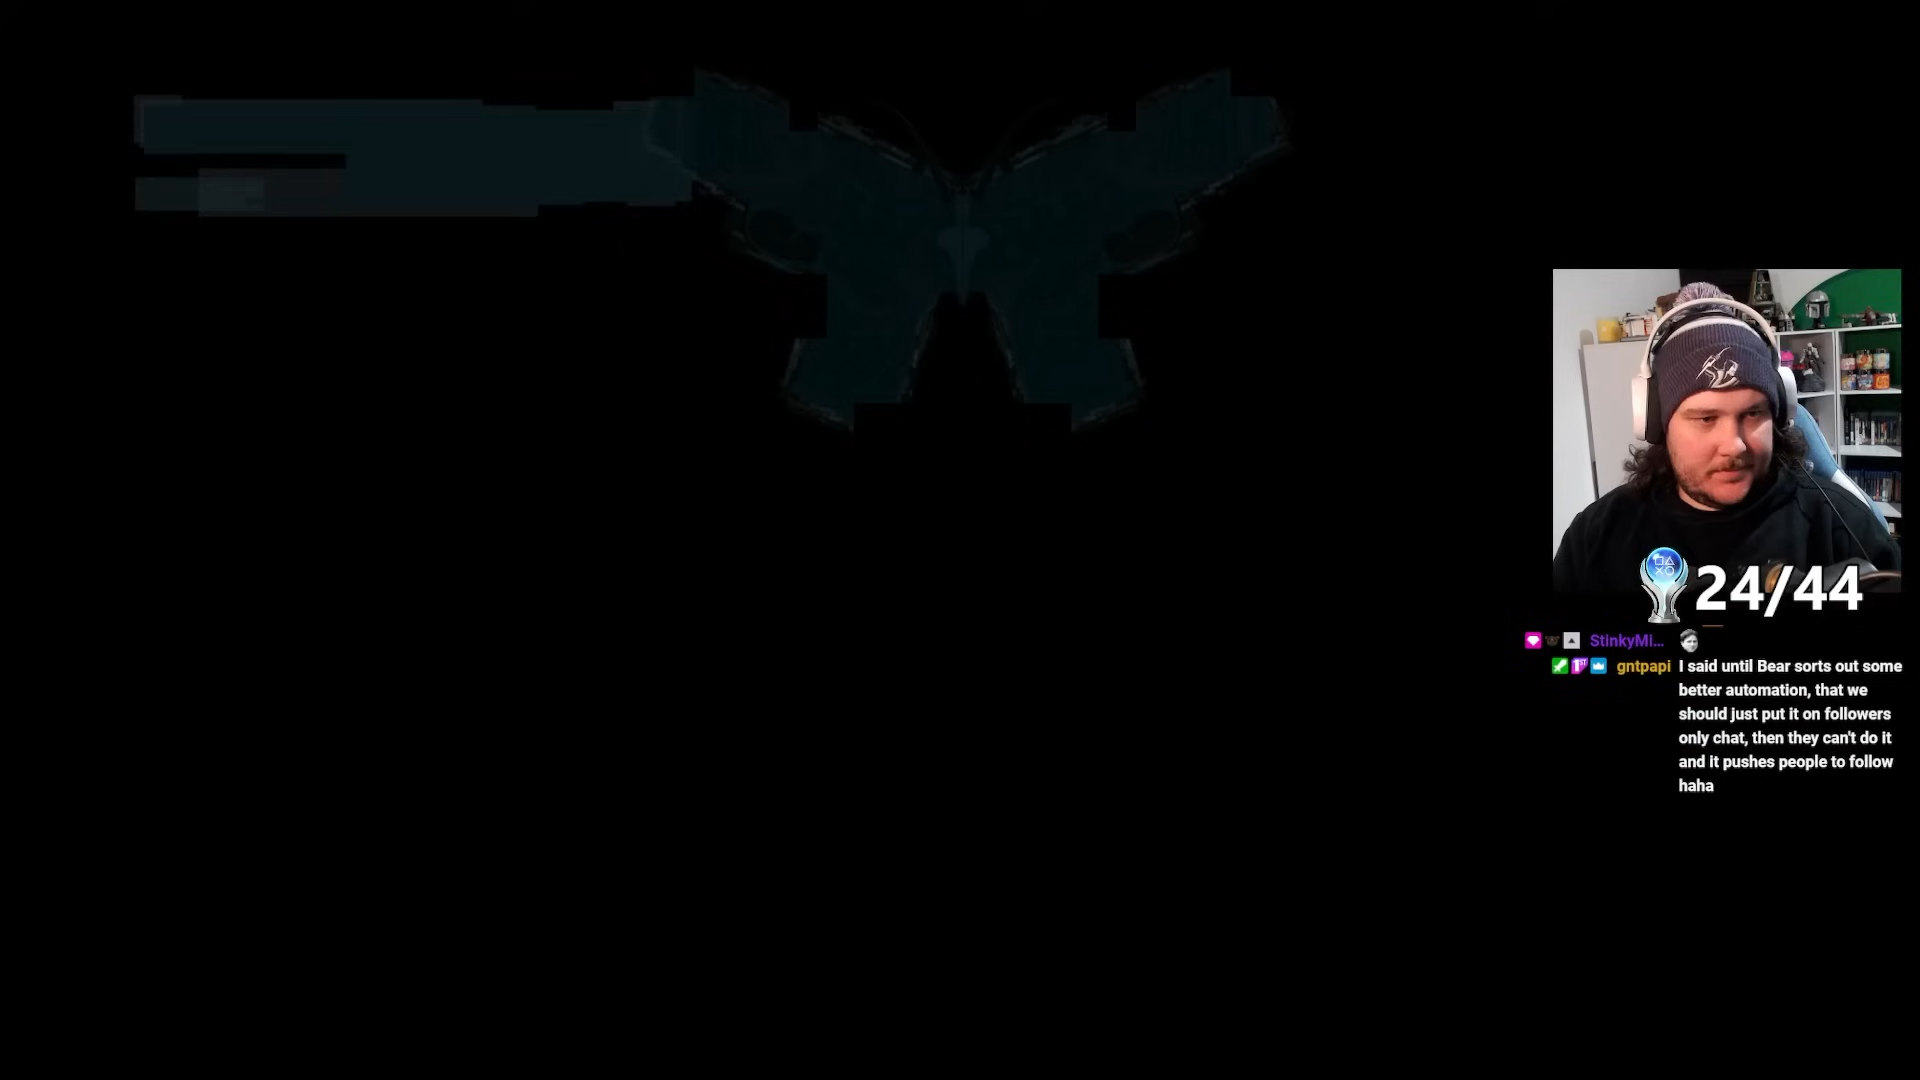 24/44
StinkyMi...
gntpapi I said until Bear sorts out some
better automation, that we
should just put it on followers
only chat, then they can't do it
and it pushes people to follow
haha